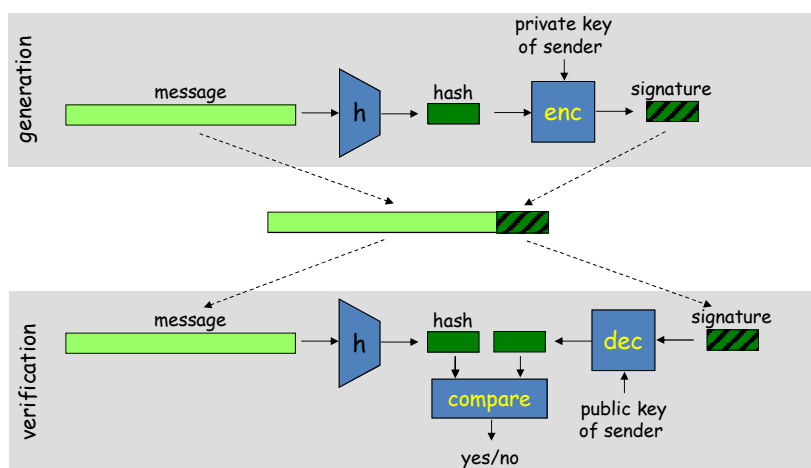 generation
private key
of sender
message
h
hash
enc
signature
verification
message
h
hash
dec
signature
compare
public key
of sender
yes/no